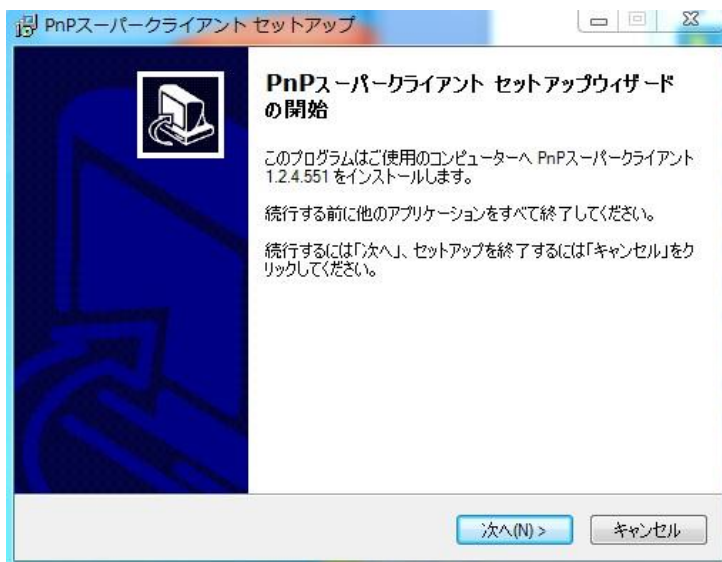 PnPスーパークライアント セットアップ
PnPスーパークライアント セットアップウィザード
の開始
このプログラムはご使用のコンピューターへ PnPスーパークライアント
1.2.4.551 をインストールします。
続行する前に他のアプリケーションをすべて終了してください。
続行するには「次へ」、セットアップを終了するには「キャンセル」をク
リックしてください。
次へ(N) >
キャンセル